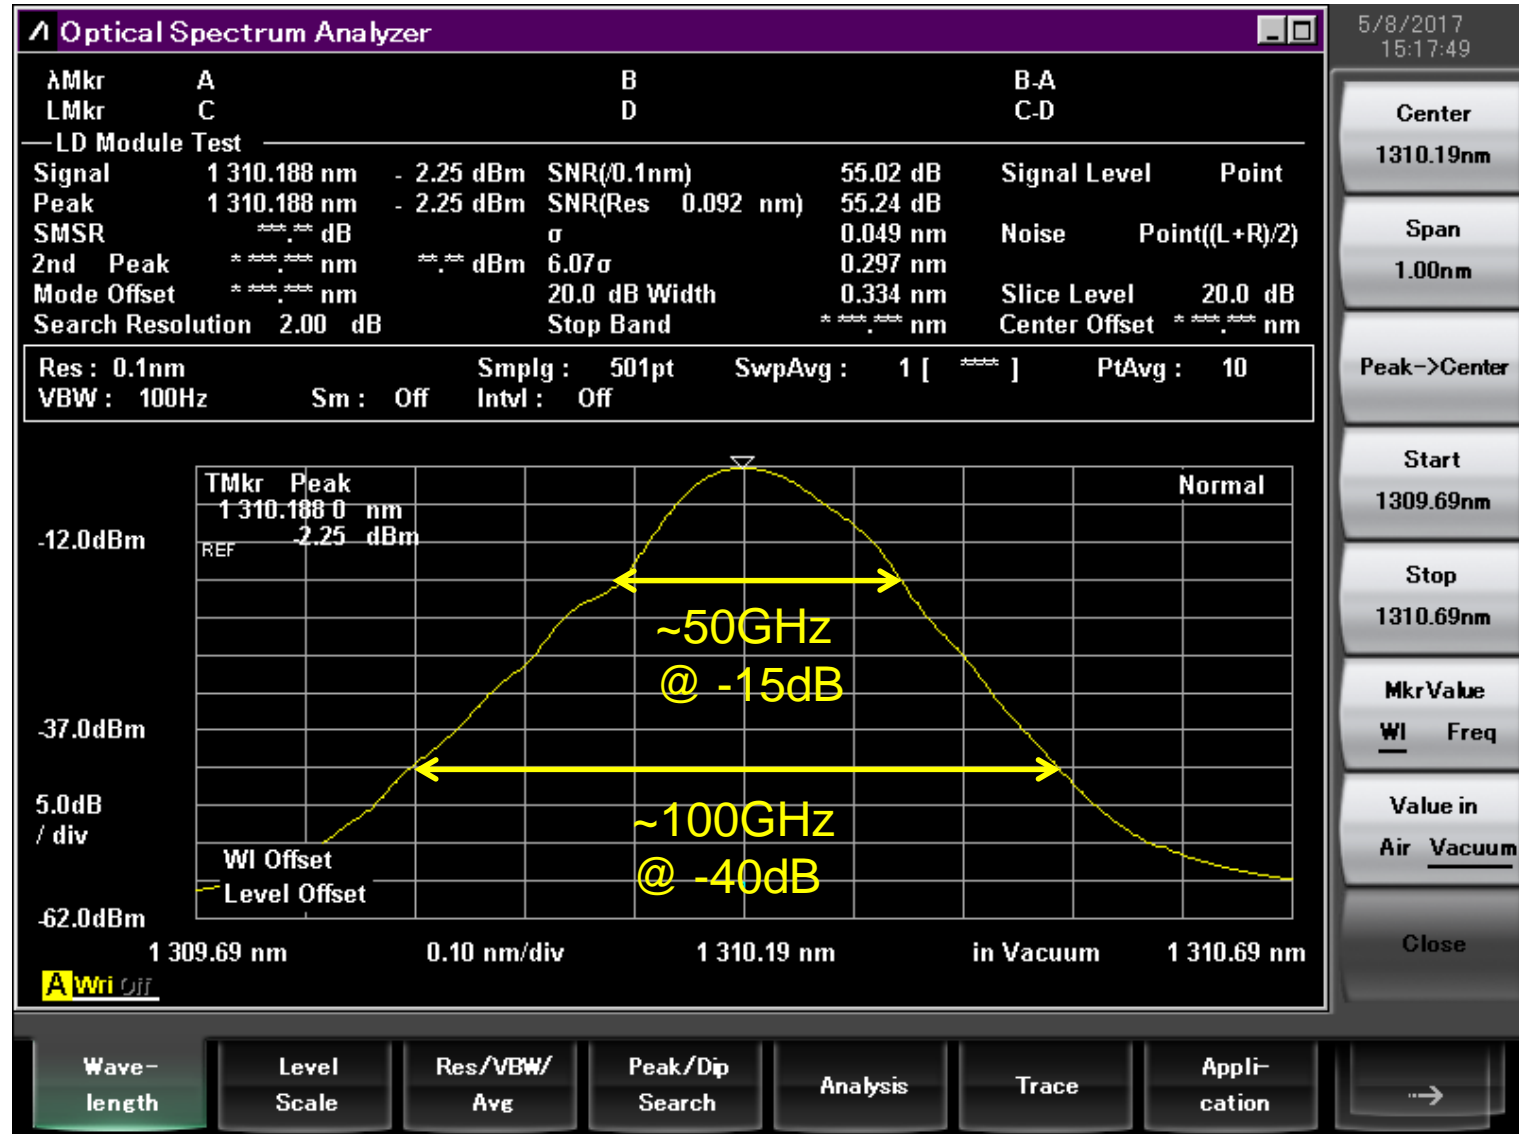 Optical Spectrum Analyzer
5/8/2017
15:17:49
λMkr A B B-A
LMkr C D C-D
LD Module Test
Signal 1 310.188 nm - 2.25 dBm SNR(/0.1nm) 55.02 dB Signal Level Point
Peak 1 310.188 nm - 2.25 dBm SNR(Res 0.092 nm) 55.24 dB
SMSR ***.** dB σ 0.049 nm Noise Point((L+R)/2)
2nd Peak * ***.*** nm **.** dBm 6.07σ 0.297 nm
Mode Offset * ***.*** nm 20.0 dB Width 0.334 nm Slice Level 20.0 dB
Search Resolution 2.00 dB Stop Band * ***.*** nm Center Offset * ***.*** nm
Res : 0.1nm Smplg : 501pt SwpAvg : 1 [ **** ] PtAvg : 10
VBW : 100Hz Sm : Off Intvl : Off
TMkr Peak Normal
1 310.188 0 nm
-2.25 dBm
-12.0dBm
REF
~50GHz
@ -15dB
-37.0dBm
5.0dB
/ div
~100GHz
@ -40dB
Wl Offset
Level Offset
-62.0dBm
1 309.69 nm 0.10 nm/div 1 310.19 nm in Vacuum 1 310.69 nm
A Wri Off
Center
1310.19nm
Span
1.00nm
Peak->Center
Start
1309.69nm
Stop
1310.69nm
MkrValue
Wl Freq
Value in
Air Vacuum
Close
Wave-
length
Level
Scale
Res/VBW/
Avg
Peak/Dip
Search
Analysis
Trace
Appli-
cation